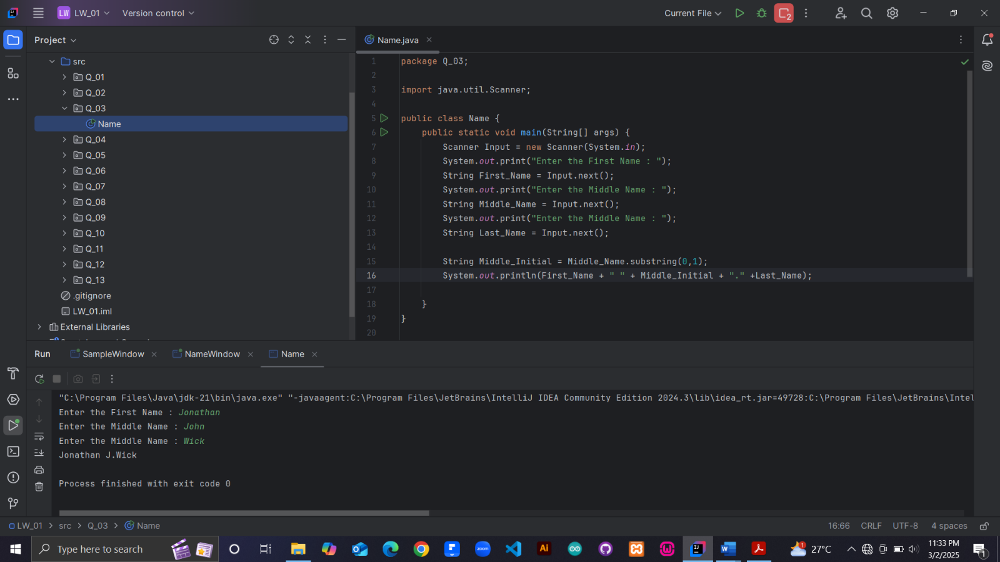 LW LW_01 Version control Current File 2
Project
Name.java
src
Q_01
Q_02
Q_03
Name
Q_04
Q_05
Q_06
Q_07
Q_08
Q_09
Q_10
Q_11
Q_12
Q_13
.gitignore
LW_01.iml
External Libraries
1 package Q_03;
2
3 import java.util.Scanner;
4
5 public class Name {
6 public static void main(String[] args) {
7 Scanner Input = new Scanner(System.in);
8 System.out.print("Enter the First Name : ");
9 String First_Name = Input.next();
10 System.out.print("Enter the Middle Name : ");
11 String Middle_Name = Input.next();
12 System.out.print("Enter the Middle Name : ");
13 String Last_Name = Input.next();
14
15 String Middle_Initial = Middle_Name.substring(0,1);
16 System.out.println(First_Name + " " + Middle_Initial + "." +Last_Name);
17
18 }
19 }
20
Run SampleWindow NameWindow Name
"C:\Program Files\Java\jdk-21\bin\java.exe" "-javaagent:C:\Program Files\JetBrains\IntelliJ IDEA Community Edition 2024.3\lib\idea_rt.jar=49728:C:\Program Files\JetBrains\Intel
Enter the First Name : Jonathan
Enter the Middle Name : John
Enter the Middle Name : Wick
Jonathan J.Wick
Process finished with exit code 0
LW_01 > src > Q_03 > Name 16:66 CRLF UTF-8 4 spaces
Type here to search zoom Ai W 1 27°C 11:33 PM
3/2/2025 1